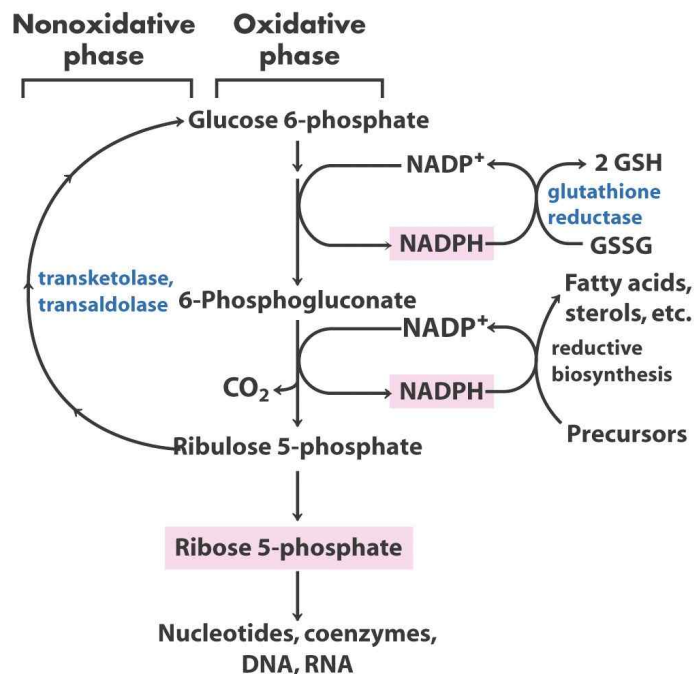 Nonoxidative
phase
Oxidative
phase
Glucose 6-phosphate
NADP⁺
2 GSH
glutathione
reductase
NADPH
GSSG
transketolase,
transaldolase
6-Phosphogluconate
Fatty acids,
sterols, etc.
NADP⁺
reductive
biosynthesis
CO₂
NADPH
Precursors
Ribulose 5-phosphate
Ribose 5-phosphate
Nucleotides, coenzymes,
DNA, RNA